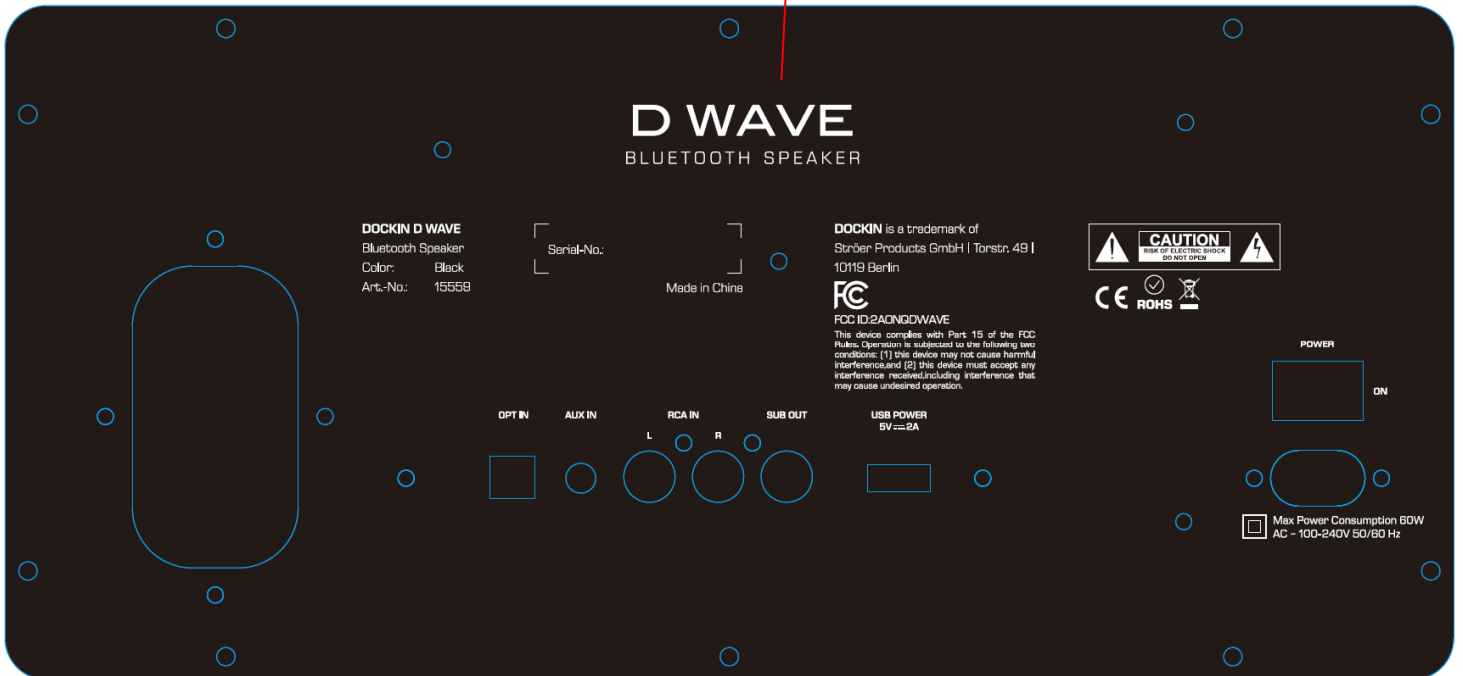 D WAVE
BLUETOOTH SPEAKER
DOCKIN D WAVE
Bluetooth Speaker
Color: Black
Art.-No.: 15559
Serial-No.:
Made in China
DOCKIN is a trademark of
Ströer Products GmbH | Torstr. 49 |
10119 Berlin
FC
FCC ID:2AONQDWAVE
This device complies with Part 15 of the FCC
Rules. Operation is subjected to the following two
conditions: (1) this device may not cause harmful
interference,and (2) this device must accept any
interference received,including interference that
may cause undesired operation.
CAUTION
RISK OF ELECTRIC SHOCK
DO NOT OPEN
CE ROHS
POWER
ON
OPT IN AUX IN RCA IN SUB OUT USB POWER
5V⎓2A
L R
Max Power Consumption 60W
AC ~ 100-240V 50/60 Hz